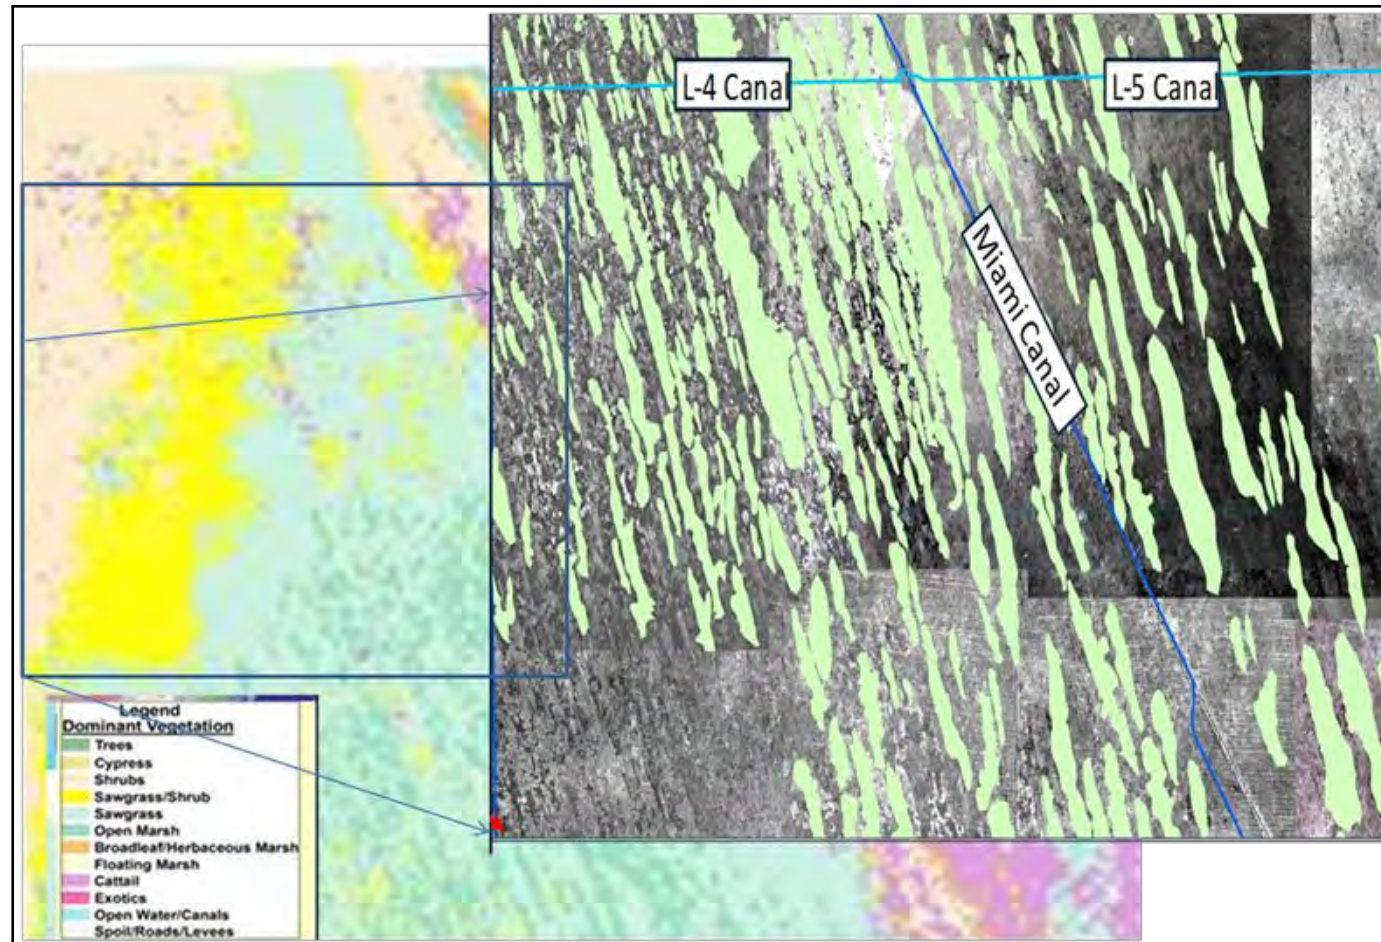 L-4 Canal
L-5 Canal
Miami Canal
Legend
Dominant Vegetation
Trees
Cypress
Shrubs
Sawgrass/Shrub
Sawgrass
Open Marsh
Broadleaf/Herbaceous Marsh
Floating Marsh
Cattail
Exotics
Open Water/Canals
Spoil/Roads/Levees